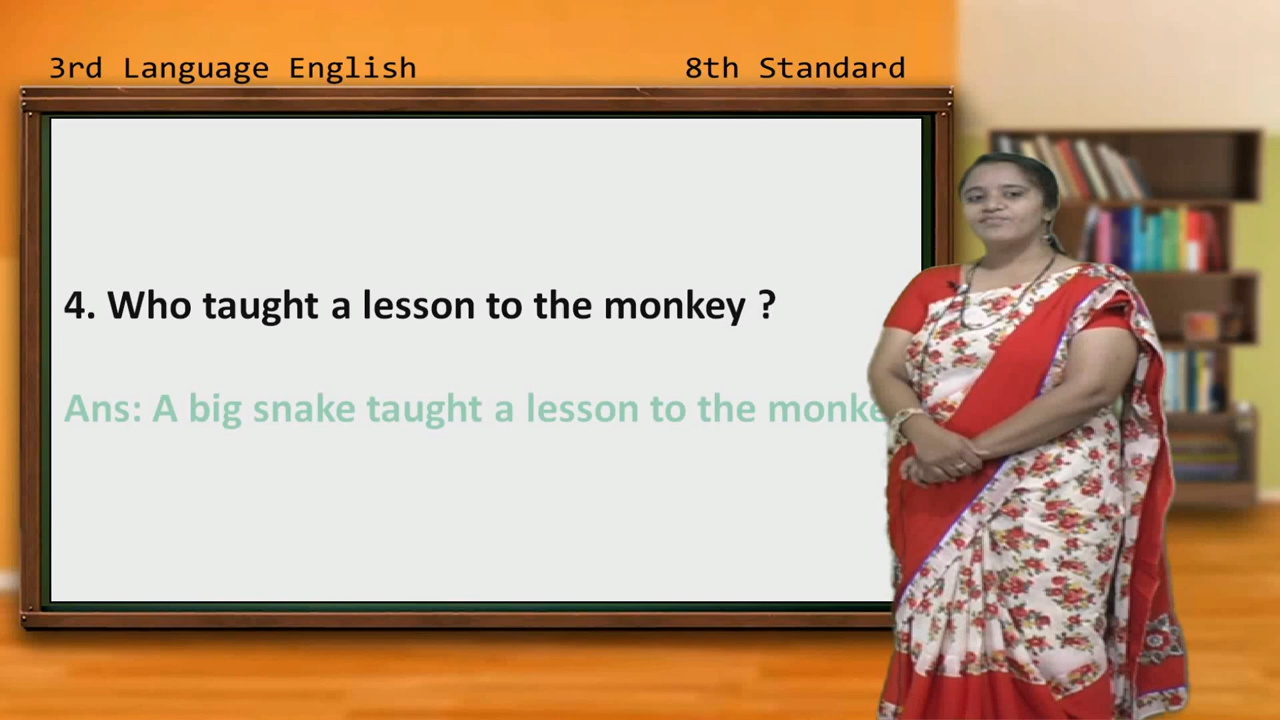 3rd Language English 8th Standard
4. Who taught a lesson to the monkey ?
Ans: A big snake taught a lesson to the